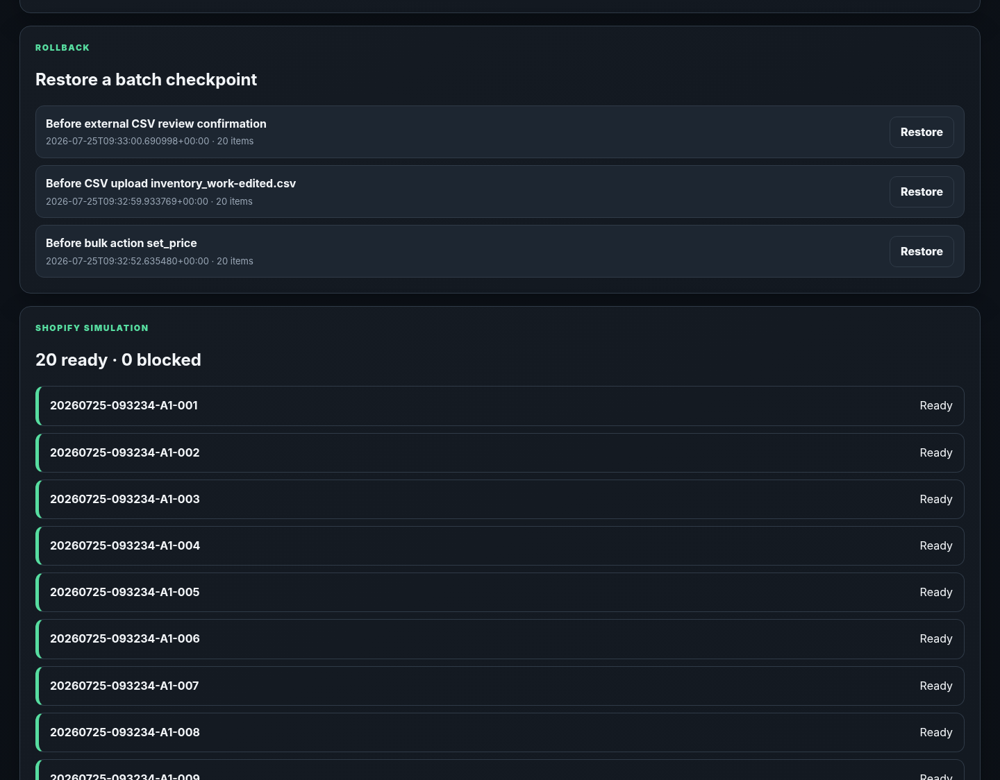 ROLLBACK
Restore a batch checkpoint
Before external CSV review confirmation
2026-07-25T09:33:00.690998+00:00 · 20 items
Restore
Before CSV upload inventory_work-edited.csv
2026-07-25T09:32:59.933769+00:00 · 20 items
Restore
Before bulk action set_price
2026-07-25T09:32:52.635480+00:00 · 20 items
Restore
SHOPIFY SIMULATION
20 ready · 0 blocked
20260725-093234-A1-001 Ready
20260725-093234-A1-002 Ready
20260725-093234-A1-003 Ready
20260725-093234-A1-004 Ready
20260725-093234-A1-005 Ready
20260725-093234-A1-006 Ready
20260725-093234-A1-007 Ready
20260725-093234-A1-008 Ready
20260725-093234-A1-009 Ready